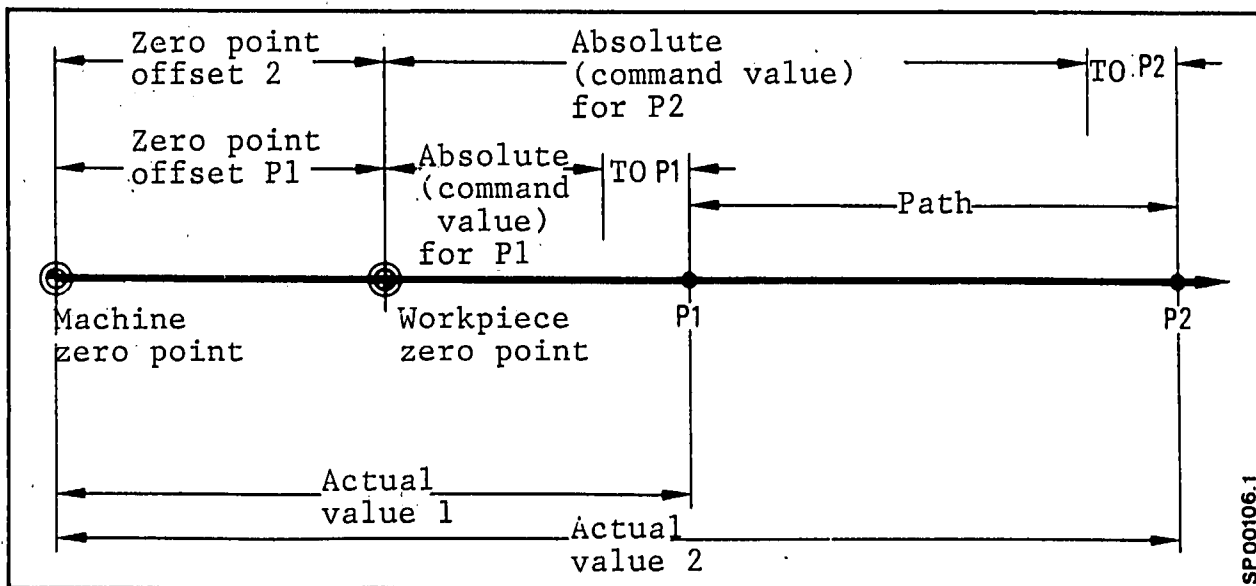 Zero point
offset 2
Absolute
(command value)
for P2
TO P2
Zero point
offset P1
Absolute
(command
value)
for P1
TO P1
Path
Machine
zero point
Workpiece
zero point
P1
P2
Actual
value 1
Actual
value 2
SP00106.1